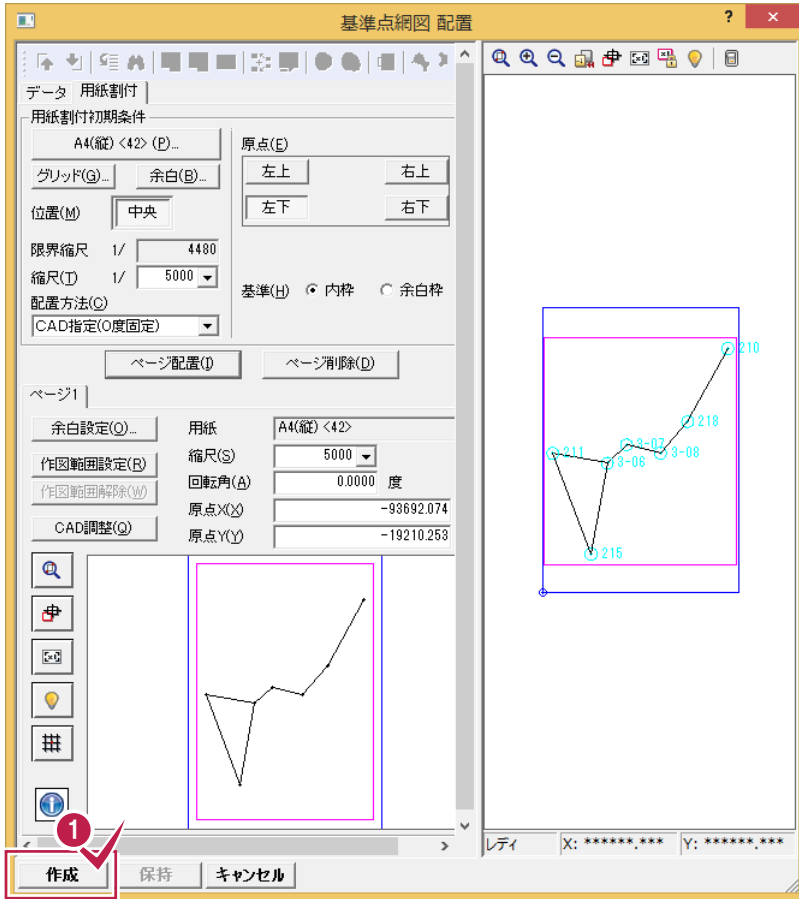 基準点網図 配置
?
×
データ
用紙割付
用紙割付初期条件
A4(縦) <42> (P)...
グリッド(G)...
余白(B)...
位置(M)
中央
原点(E)
左上
右上
左下
右下
限界縮尺 1/ 4480
縮尺(T) 1/ 5000
配置方法(C)
CAD指定(0度固定)
基準(H)
内枠
余白枠
ページ配置(I)
ページ削除(D)
ページ1
余白設定(O)...
作図範囲設定(R)
作図範囲解除(W)
CAD調整(Q)
用紙 A4(縦) <42>
縮尺(S) 5000
回転角(A) 0.0000 度
原点X(X) -93692.074
原点Y(Y) -19210.253
1
作成
保持
キャンセル
210
218
3-07
3-08
211
3-06
215
レディ
X: ******.***
Y: ******.***